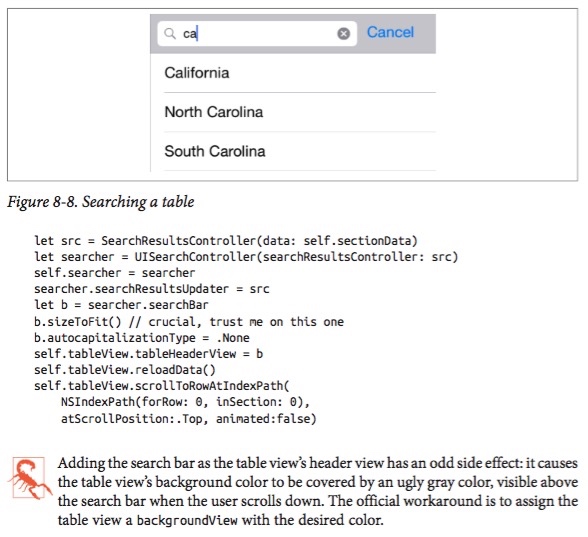 ca Cancel
California
North Carolina
South Carolina
Figure 8-8. Searching a table
let src = SearchResultsController(data: self.sectionData)
let searcher = UISearchController(searchResultsController: src)
self.searcher = searcher
searcher.searchResultsUpdater = src
let b = searcher.searchBar
b.sizeToFit() // crucial, trust me on this one
b.autocapitalizationType = .None
self.tableView.tableHeaderView = b
self.tableView.reloadData()
self.tableView.scrollToRowAtIndexPath(
    NSIndexPath(forRow: 0, inSection: 0),
    atScrollPosition:.Top, animated:false)
Adding the search bar as the table view’s header view has an odd side effect: it causes
the table view’s background color to be covered by an ugly gray color, visible above
the search bar when the user scrolls down. The official workaround is to assign the
table view a backgroundView with the desired color.